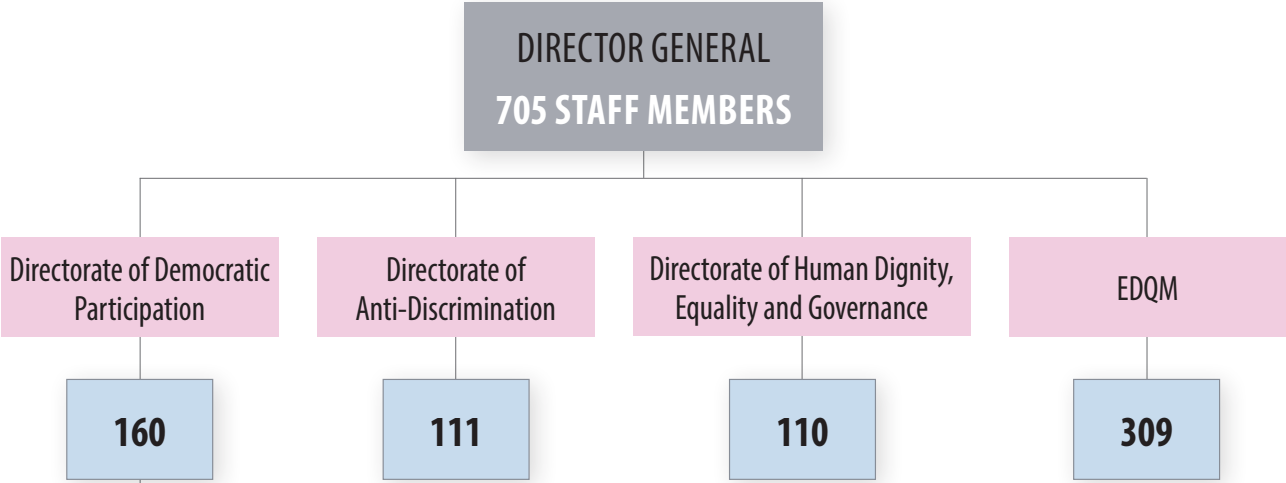 DIRECTOR GENERAL
705 STAFF MEMBERS
Directorate of Democratic
Participation
Directorate of
Anti-Discrimination
Directorate of Human Dignity,
Equality and Governance
EDQM
160
111
110
309